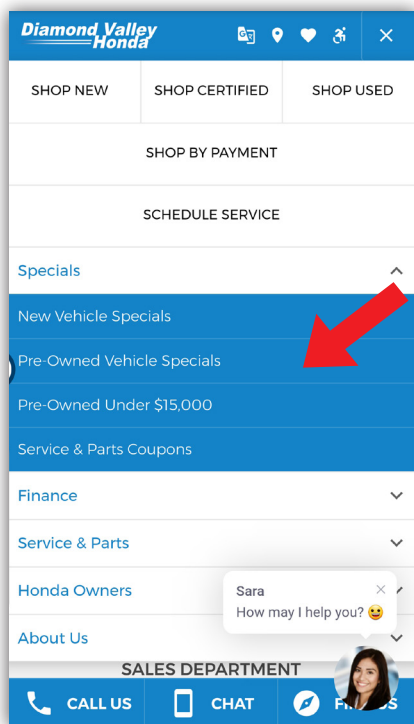 Diamond Valley
Honda
SHOP NEW
SHOP CERTIFIED
SHOP USED
SHOP BY PAYMENT
SCHEDULE SERVICE
Specials
New Vehicle Specials
Pre-Owned Vehicle Specials
Pre-Owned Under $15,000
Service & Parts Coupons
Finance
Service & Parts
Honda Owners
About Us
Sara
How may I help you? 😀
SALES DEPARTMENT
CALL US
CHAT